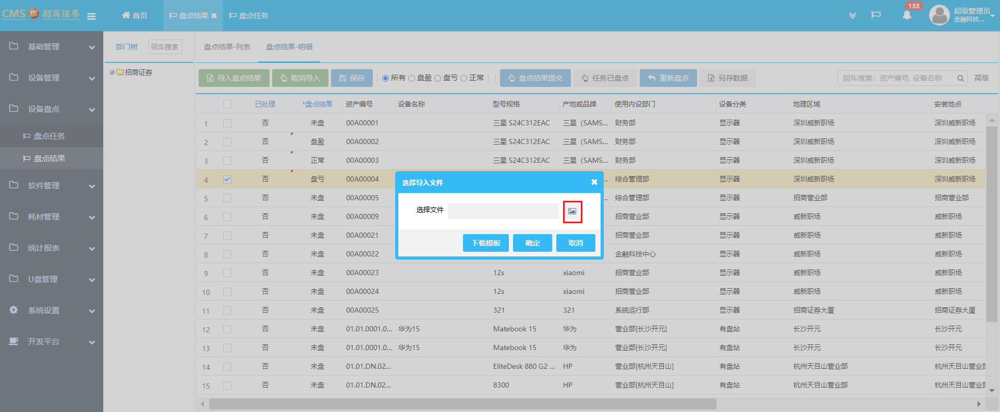 CMS 招商证券
首页
盘点结果
盘点任务
133
超级管理员
金融科技...
基础管理
设备管理
设备盘点
盘点任务
盘点结果
软件管理
耗材管理
统计报表
U盘管理
系统设置
开发平台
部门树 回车搜索
招商证券
盘点结果-列表 盘点结果-明细
导入盘点结果 取消导入 保存 所有 盘盈 盘亏 正常 盘点结果提交 任务已盘点 重新盘点 另存数据 回车搜索：资产编号, 设备名称 高级
已处理 *盘点结果 资产编号 设备名称 型号规格 产地或品牌 使用内设部门 设备分类 地理区域 安装地点
1 否 未盘 00A00001 三星 S24C312EAC 三星（SAMS... 财务部 显示器 深圳威新职场 深圳威新职场
2 否 盘盈 00A00002 三星 S24C312EAC 三星（SAMS... 财务部 显示器 深圳威新职场 深圳威新职场
3 否 正常 00A00003 三星 S24C312EAC 三星（SAMS... 财务部 显示器 深圳威新职场 深圳威新职场
4 否 盘亏 00A00004 ... 综合管理部 显示器 深圳威新职场 深圳威新职场
5 否 未盘 00A00005 ... 综合管理部 显示器 招商营业部 招商营业部
6 否 未盘 00A00009 招商营业部 显示器 威新职场 威新职场
7 否 未盘 00A00021 招商营业部 显示器 威新职场 威新职场
8 否 未盘 00A00022 金融科技中心 显示器 威新职场 威新职场
9 否 未盘 00A00023 12s xiaomi 招商营业部 显示器 威新职场 威新职场
10 否 未盘 00A00024 12s xiaomi 招商营业部 显示器 威新职场 威新职场
11 否 未盘 00A00025 321 321 系统运行部 显示器 招商证券大厦 招商证券大厦
12 否 未盘 01.01.0001.0... 华为15 Matebook 15 华为 营业部[长沙开元] 有盘站 长沙开元 长沙开元
13 否 未盘 01.01.0001.0... 华为15 Matebook 15 华为 营业部[长沙开元] 有盘站 长沙开元 长沙开元
14 否 未盘 01.01.DN.02... EliteDesk 880 G2 ... HP 营业部[杭州天目山] 有盘站 杭州天目山营业部 杭州天目山营业部
15 否 未盘 01.01.DN.02... 8300 HP 营业部[杭州天目山] 有盘站 杭州天目山营业部 杭州天目山营业部
选择导入文件
选择文件
下载模板 确定 取消